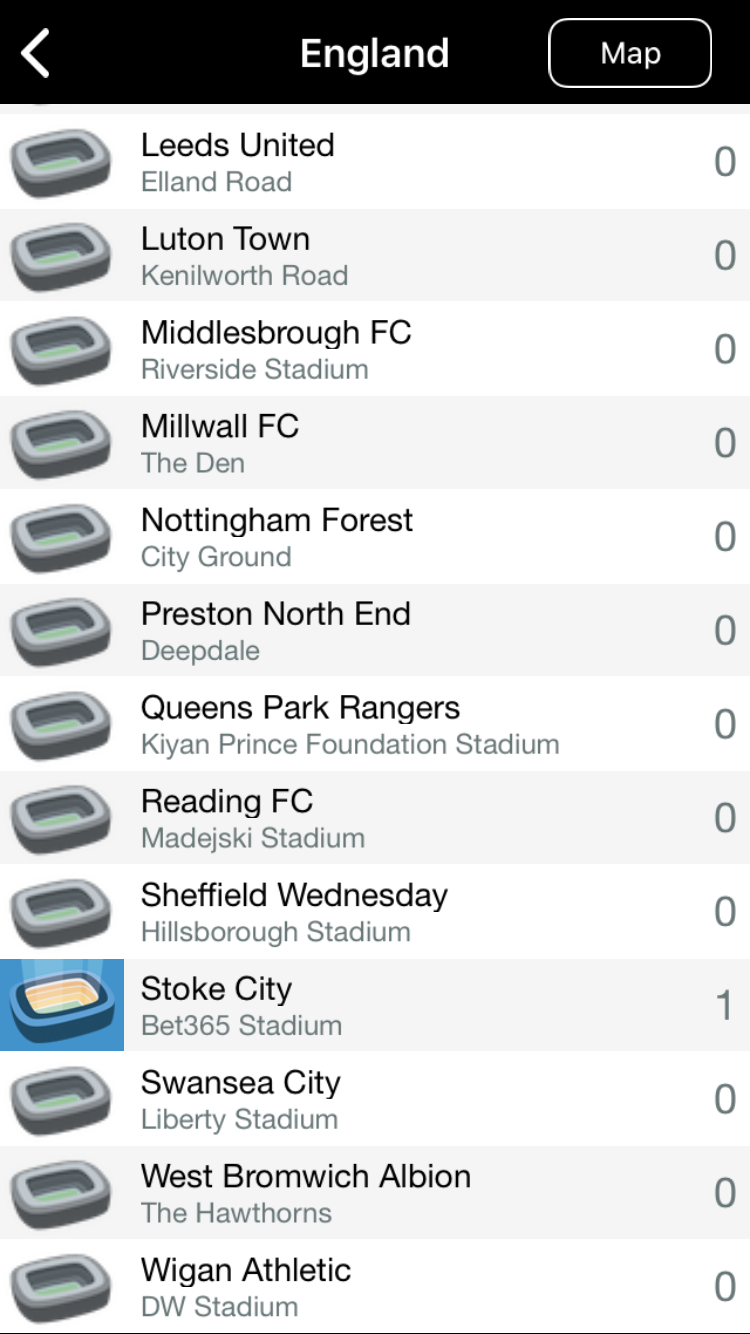 England
Map
Leeds United
Elland Road
0
Luton Town
Kenilworth Road
0
Middlesbrough FC
Riverside Stadium
0
Millwall FC
The Den
0
Nottingham Forest
City Ground
0
Preston North End
Deepdale
0
Queens Park Rangers
Kiyan Prince Foundation Stadium
0
Reading FC
Madejski Stadium
0
Sheffield Wednesday
Hillsborough Stadium
0
Stoke City
Bet365 Stadium
1
Swansea City
Liberty Stadium
0
West Bromwich Albion
The Hawthorns
0
Wigan Athletic
DW Stadium
0